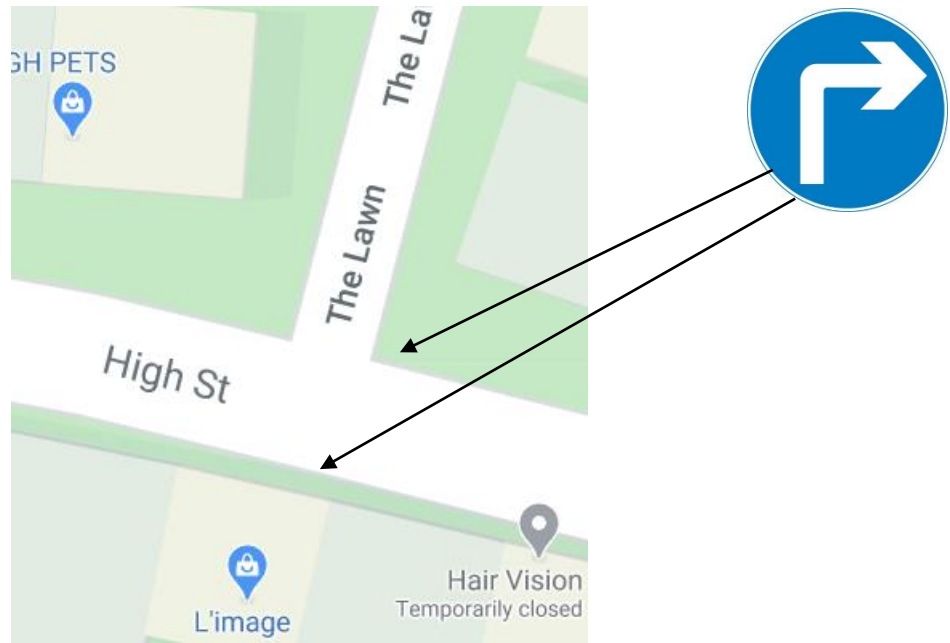 The La
GH PETS
The Lawn
High St
Hair Vision
Temporarily closed
L'image